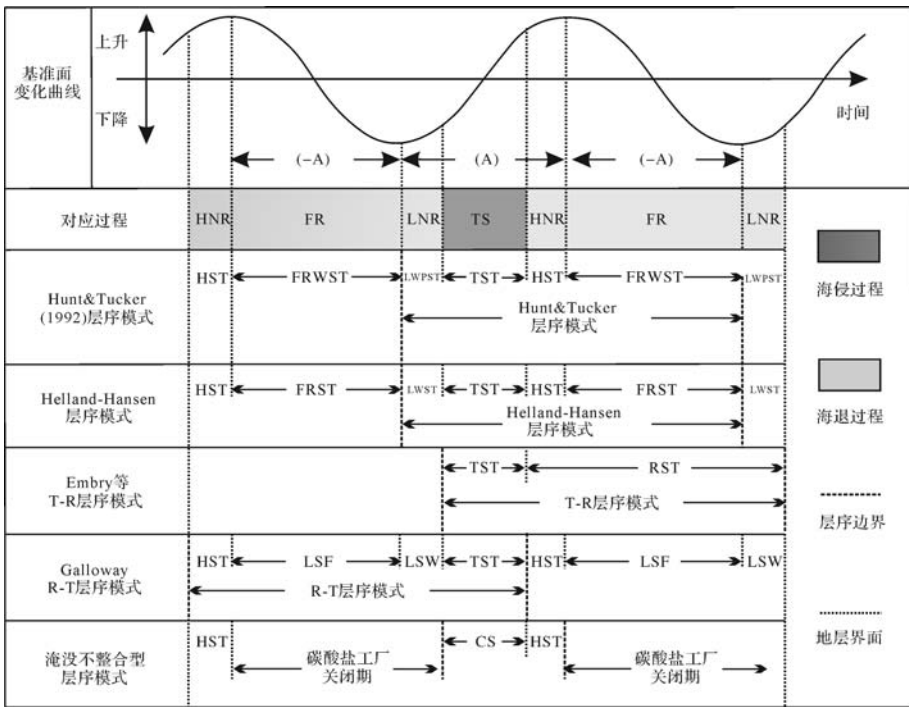 基准面
变化曲线
上升
下降
时间
(-A)
(A)
(-A)
对应过程
HNR
FR
LNR
TS
HNR
FR
LNR
Hunt&Tucker
(1992)层序模式
HST
FRWST
LWPST
TST
HST
FRWST
LWPST
Hunt&Tucker
层序模式
Helland-Hansen
层序模式
HST
FRST
LWST
TST
HST
FRST
LWST
Helland-Hansen
层序模式
Embry等
T-R层序模式
TST
RST
T-R层序模式
Galloway
R-T层序模式
HST
LSF
LSW
TST
HST
LSF
LSW
R-T层序模式
淹没不整合型
层序模式
HST
碳酸盐工厂
关闭期
CS
HST
碳酸盐工厂
关闭期
海侵过程
海退过程
层序边界
地层界面